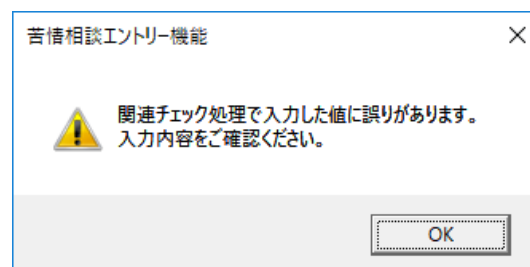 苦情相談エントリー機能
関連チェック処理で入力した値に誤りがあります。
入力内容をご確認ください。
OK